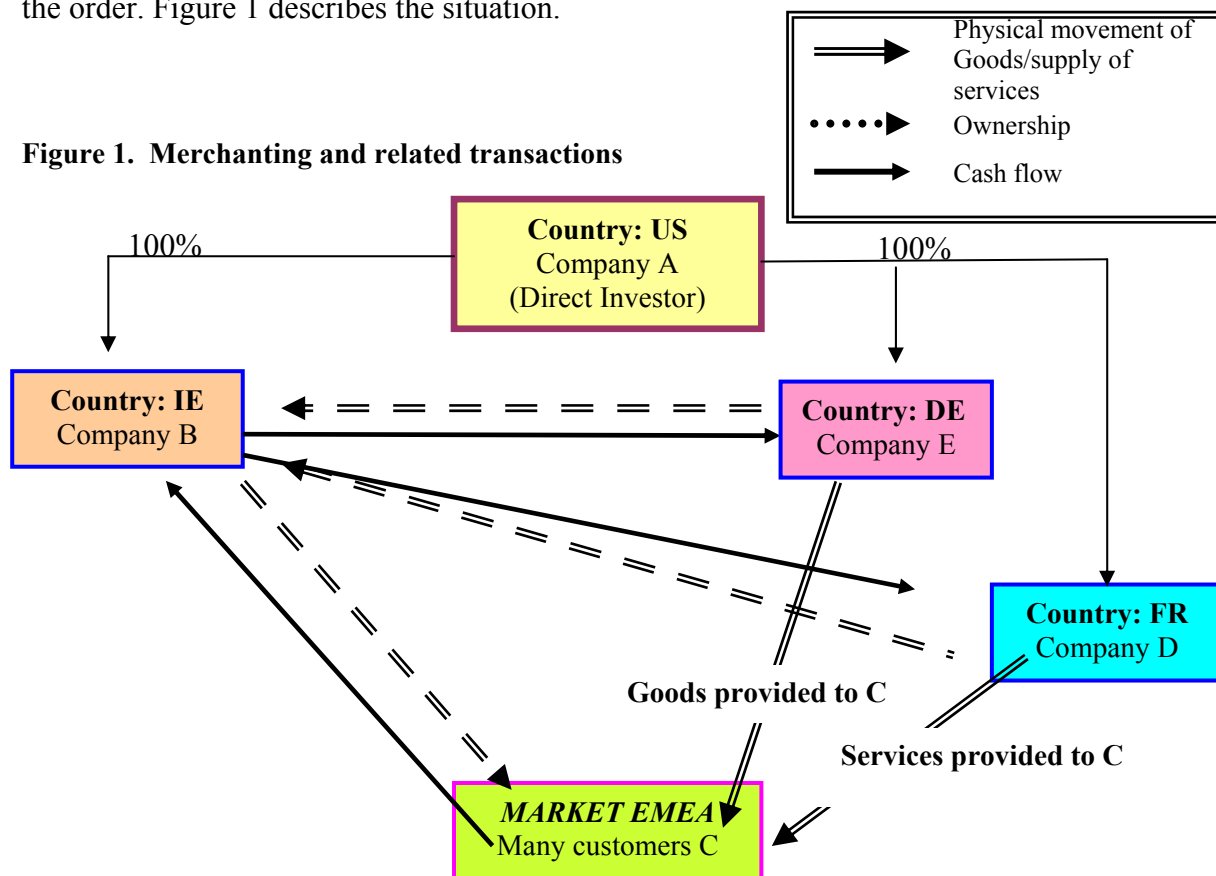 the order. Figure 1 describes the situation.
Physical movement of
Goods/supply of
services
Ownership
Cash flow
Figure 1. Merchanting and related transactions
Country: US
Company A
(Direct Investor)
100%
100%
Country: IE
Company B
Country: DE
Company E
Country: FR
Company D
Goods provided to C
Services provided to C
MARKET EMEA
Many customers C